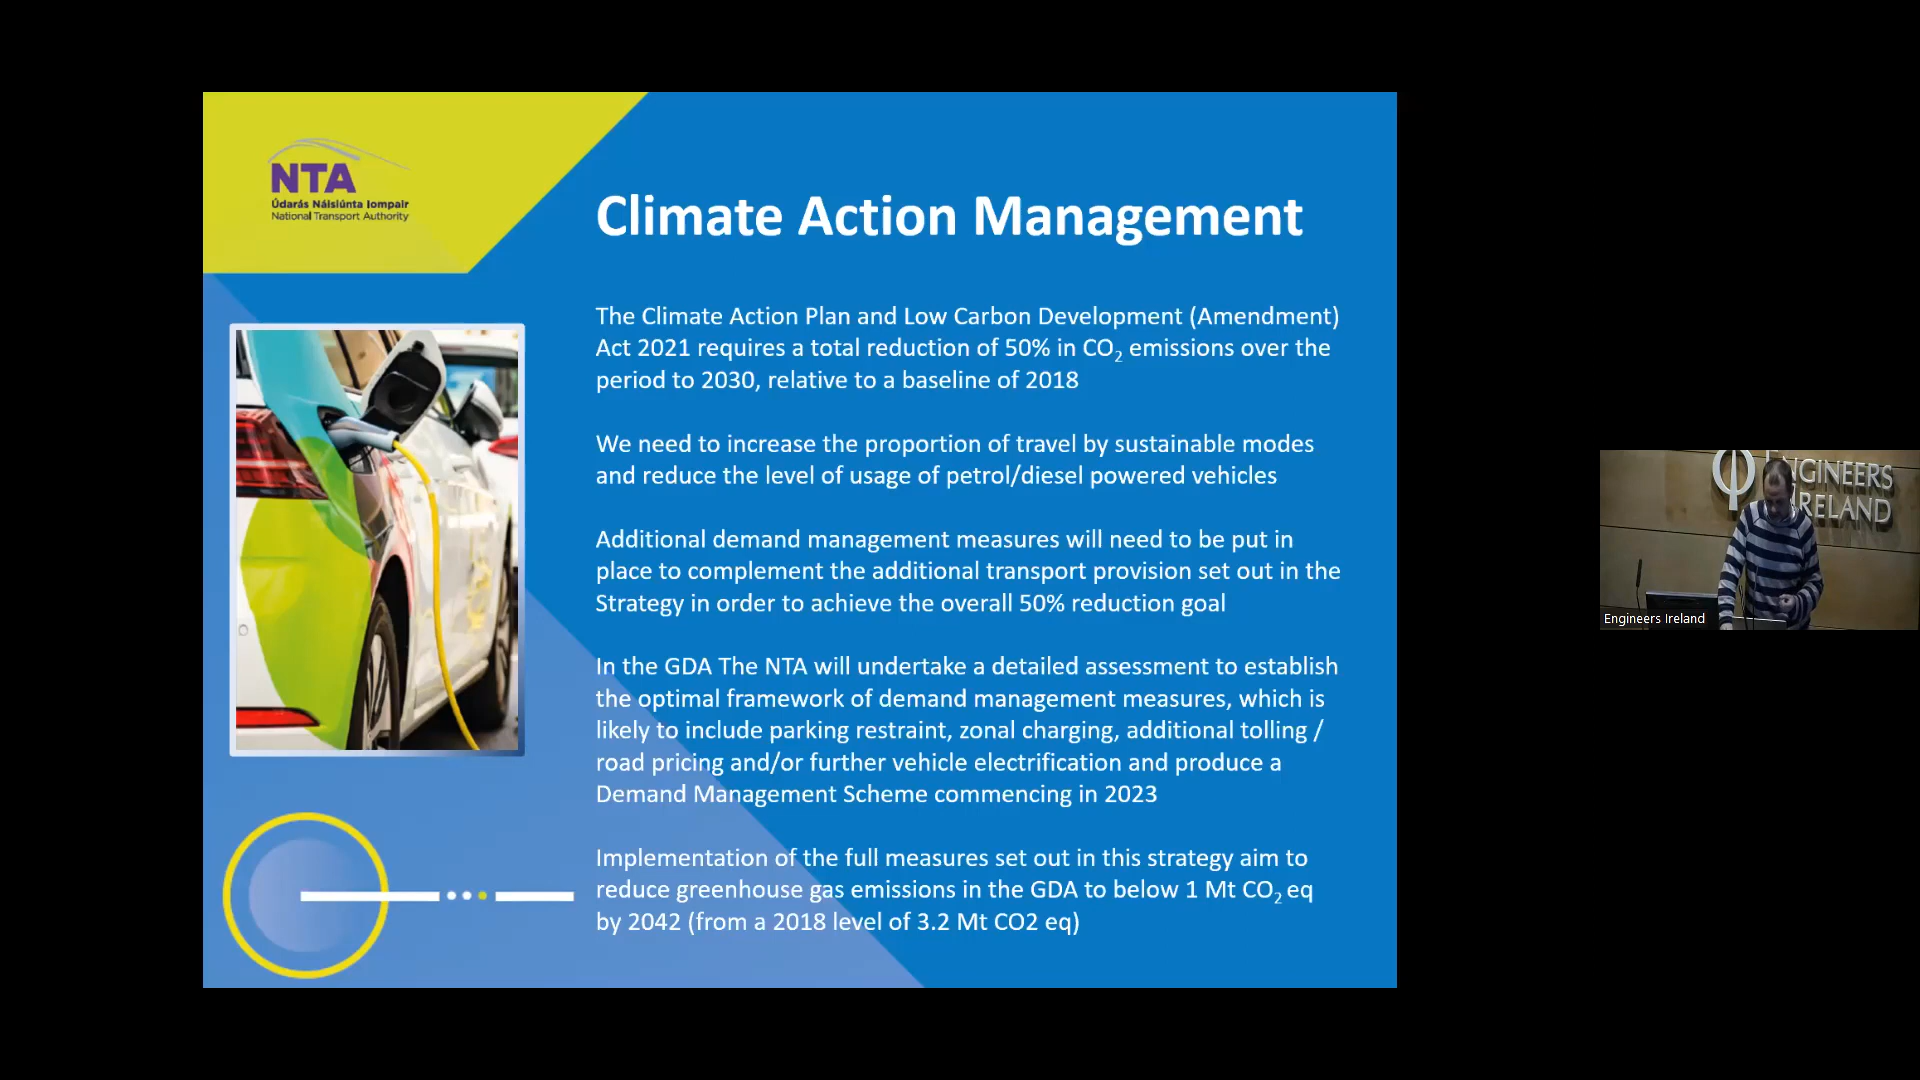 NTA
Údarás Náisiúnta Iompair
National Transport Authority
Climate Action Management
The Climate Action Plan and Low Carbon Development (Amendment)
Act 2021 requires a total reduction of 50% in CO₂ emissions over the
period to 2030, relative to a baseline of 2018
We need to increase the proportion of travel by sustainable modes
and reduce the level of usage of petrol/diesel powered vehicles
Additional demand management measures will need to be put in
place to complement the additional transport provision set out in the
Strategy in order to achieve the overall 50% reduction goal
In the GDA The NTA will undertake a detailed assessment to establish
the optimal framework of demand management measures, which is
likely to include parking restraint, zonal charging, additional tolling /
road pricing and/or further vehicle electrification and produce a
Demand Management Scheme commencing in 2023
Implementation of the full measures set out in this strategy aim to
reduce greenhouse gas emissions in the GDA to below 1 Mt CO₂ eq
by 2042 (from a 2018 level of 3.2 Mt CO2 eq)
ENGINEERS
IRELAND
Engineers Ireland